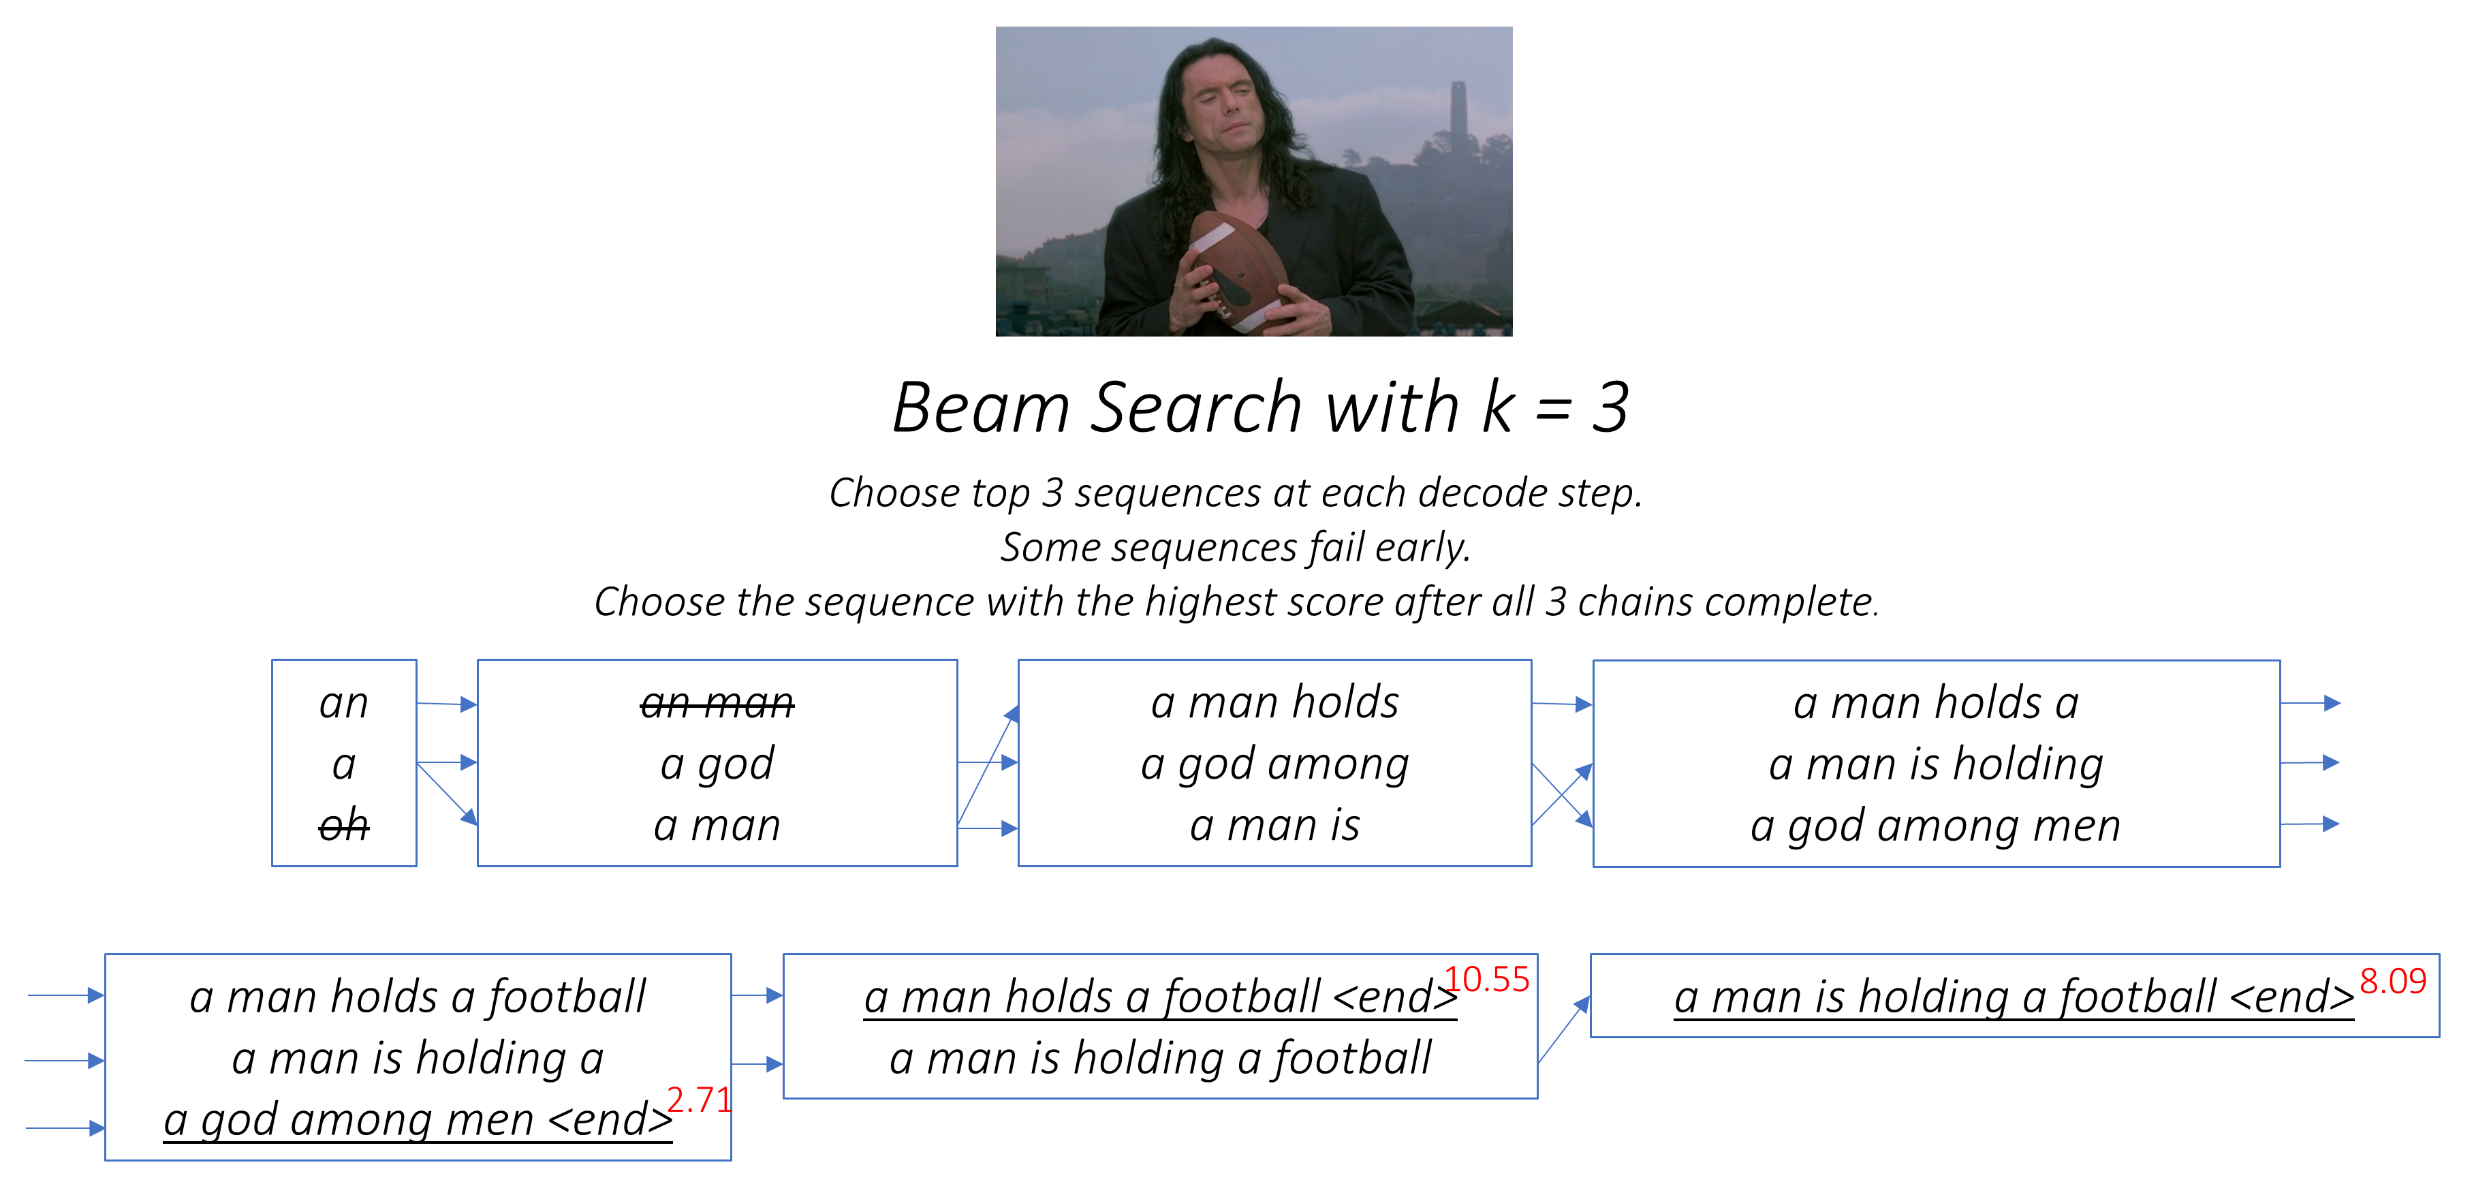 Beam Search with k = 3
Choose top 3 sequences at each decode step.
Some sequences fail early.
Choose the sequence with the highest score after all 3 chains complete.
an
a
oh
an man
a god
a man
a man holds
a god among
a man is
a man holds a
a man is holding
a god among men
a man holds a football
a man is holding a
a god among men <end> 2.71
a man holds a football <end> 10.55
a man is holding a football
a man is holding a football <end> 8.09